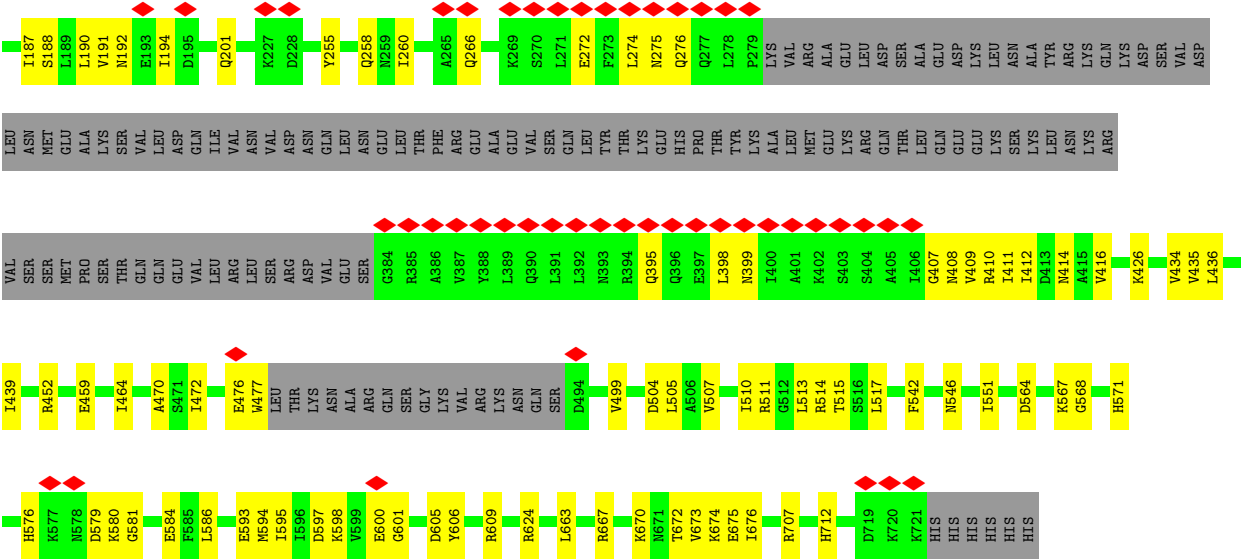 I187 S188 L189 L190 V191 N192 E193 I194 D195 Q201 K227 D228 Y255 Q258 N259 I260 A265 Q266 K269 S270 L271 E272 F273 L274 N275 Q276 Q277 L278 P279 LYS VAL ARG ALA GLU LEU ASP SER ALA GLU ASP LYS LEU ASN ALA TYR ARG LYS GLN LYS ASP SER VAL ASP
LEU ASN MET GLU ALA LYS SER VAL LEU ASP GLN ILE VAL ASN VAL ASP ASN GLN LEU ASN GLU LEU THR PHE ARG GLU ALA GLU VAL SER GLN LEU TYR THR LYS GLU HIS PRO THR TYR LYS ALA LEU MET GLU LYS ARG GLN THR LEU GLN GLU GLU LYS SER LYS LEU ASN LYS ARG
VAL SER SER MET PRO SER THR GLN GLN GLU VAL LEU ARG LEU SER ARG ASP VAL GLU SER G384 R385 A386 V387 Y388 L389 Q390 L391 L392 N393 R394 Q395 Q396 E397 L398 N399 I400 A401 K402 S403 S404 A405 I406 G407 N408 V409 R410 I411 I412 D413 N414 A415 V416 K426 V434 V435 L436
I439 R452 E459 I464 A470 S471 I472 E476 W477 LEU THR LYS ASN ALA ARG GLN SER GLY LYS VAL ARG LYS ASN GLN SER D494 V499 D504 L505 A506 V507 I510 R511 G512 L513 R514 T515 S516 L517 F542 N546 I551 D564 K567 G568 H571
H576 K577 N578 D579 K580 G581 E584 F585 L586 E593 M594 I595 I596 D597 K598 V599 E600 G601 D605 Y606 R609 R624 L663 R667 K670 N671 T672 V673 K674 E675 I676 R707 H712 D719 K720 K721 HIS HIS HIS HIS HIS HIS